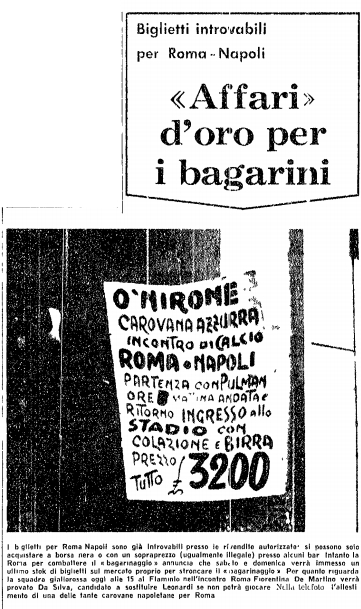 Biglietti introvabili
per Roma-Napoli
«Affari»
d'oro per
i bagarini
O'MIRONE
CAROVANA AZZURRA
INCONTRO DI CALCIO
ROMA-NAPOLI
PARTENZA CON PULMAN
ORE 8 MATTINA ANDATA e
RITORNO INGRESSO allo
STADIO CON
COLAZIONE E BIRRA
PREZZO
TUTTO £ 3200
I biglietti per Roma Napoli sono già introvabili presso le rivendite autorizzate si possono solo
acquistare a borsa nera o con un sopraprezzo (ugualmente illegale) presso alcuni bar Intanto la
Roma per combattere il «bagarinaggio» annuncia che sabato e domenica verrà immesso un
ultimo stok di biglietti sul mercato proprio per stroncare il «bagarinaggio» Per quanto riguarda
la squadra giallorossa oggi alle 15 al Flaminio nell'incontro Roma Fiorentina De Martino verrà
provato Da Silva, candidato a sostituire Leonardi se non potrà giocare Nella telefoto l'allesti
mento di una delle tante carovane napoletane per Roma